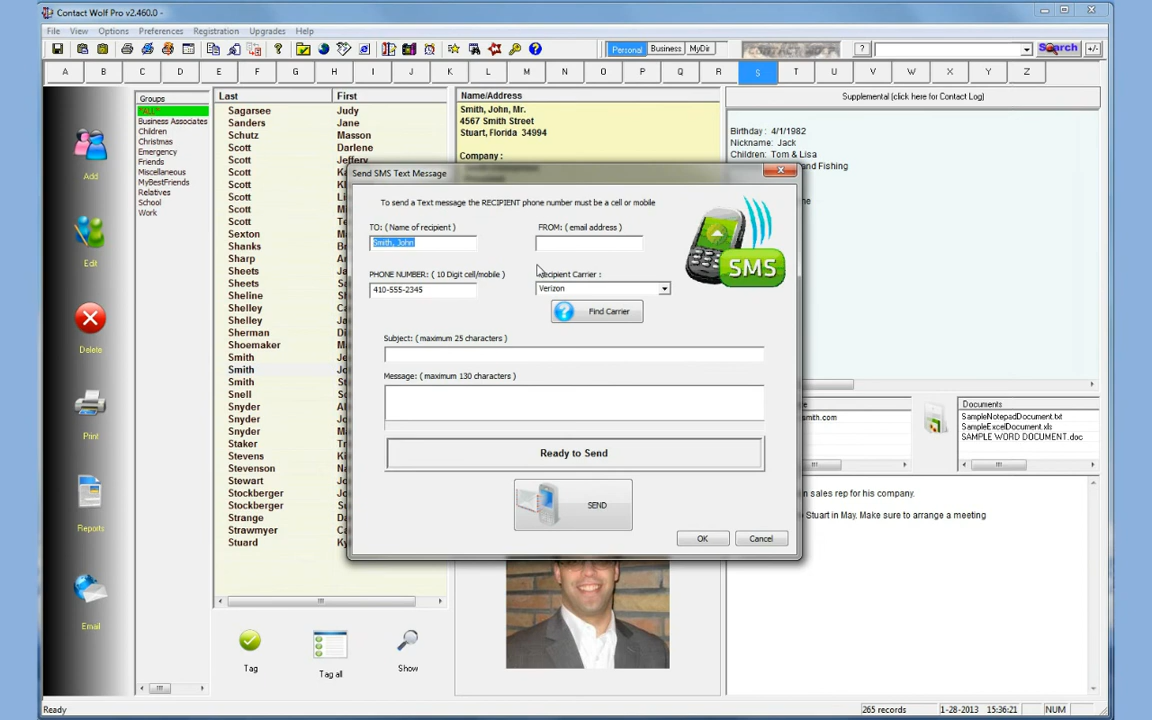 Contact Wolf Pro v2.460.0 -
File View Options Preferences Registration Upgrades Help
Personal Business MyDir
CONTACT WOLF
?
Search
+/-
A B C D E F G H I J K L M N O P Q R S T U V W X Y Z
Add
Edit
Delete
Print
Reports
Email
Groups
*ALL*
Business Associates
Children
Christmas
Emergency
Friends
Miscellaneous
MyBestFriends
Relatives
School
Work
Last First
Sagarsee Judy
Sanders Jane
Schutz Masson
Scott Darlene
Scott Jeffery
Scott
Scott
Scott
Scott
Scott
Sexton
Shanks
Sheets
Sheets
Sheline
Shelley
Shelley
Sherman
Shoemaker
Smith
Smith
Smith
Snell
Snyder
Snyder
Snyder
Staker
Stevens
Stevenson
Stewart
Stockberger
Stockberger
Strange
Strawmyer
Stuard
Tag
Tag all
Show
Name/Address
Smith, John, Mr.
4567 Smith Street
Stuart, Florida 34994
Company :
Supplemental (click here for Contact Log)
Birthday : 4/1/1982
Nickname: Jack
Children: Tom & Lisa
and Fishing
Send SMS Text Message
To send a Text message the RECIPIENT phone number must be a cell or mobile
TO: ( Name of recipient )
Smith, John
FROM: ( email address )
PHONE NUMBER: ( 10 Digit cell/mobile )
410-555-2345
Recipient Carrier :
Verizon
Find Carrier
SMS
Subject: ( maximum 25 characters )
Message: ( maximum 130 characters )
Ready to Send
SEND
OK
Cancel
smith.com
Documents
SampleNotepadDocument.txt
SampleExcelDocument.xls
SAMPLE WORD DOCUMENT.doc
sales rep for his company.
Stuart in May. Make sure to arrange a meeting
Ready
265 records
1-28-2013
15:36:21
NUM